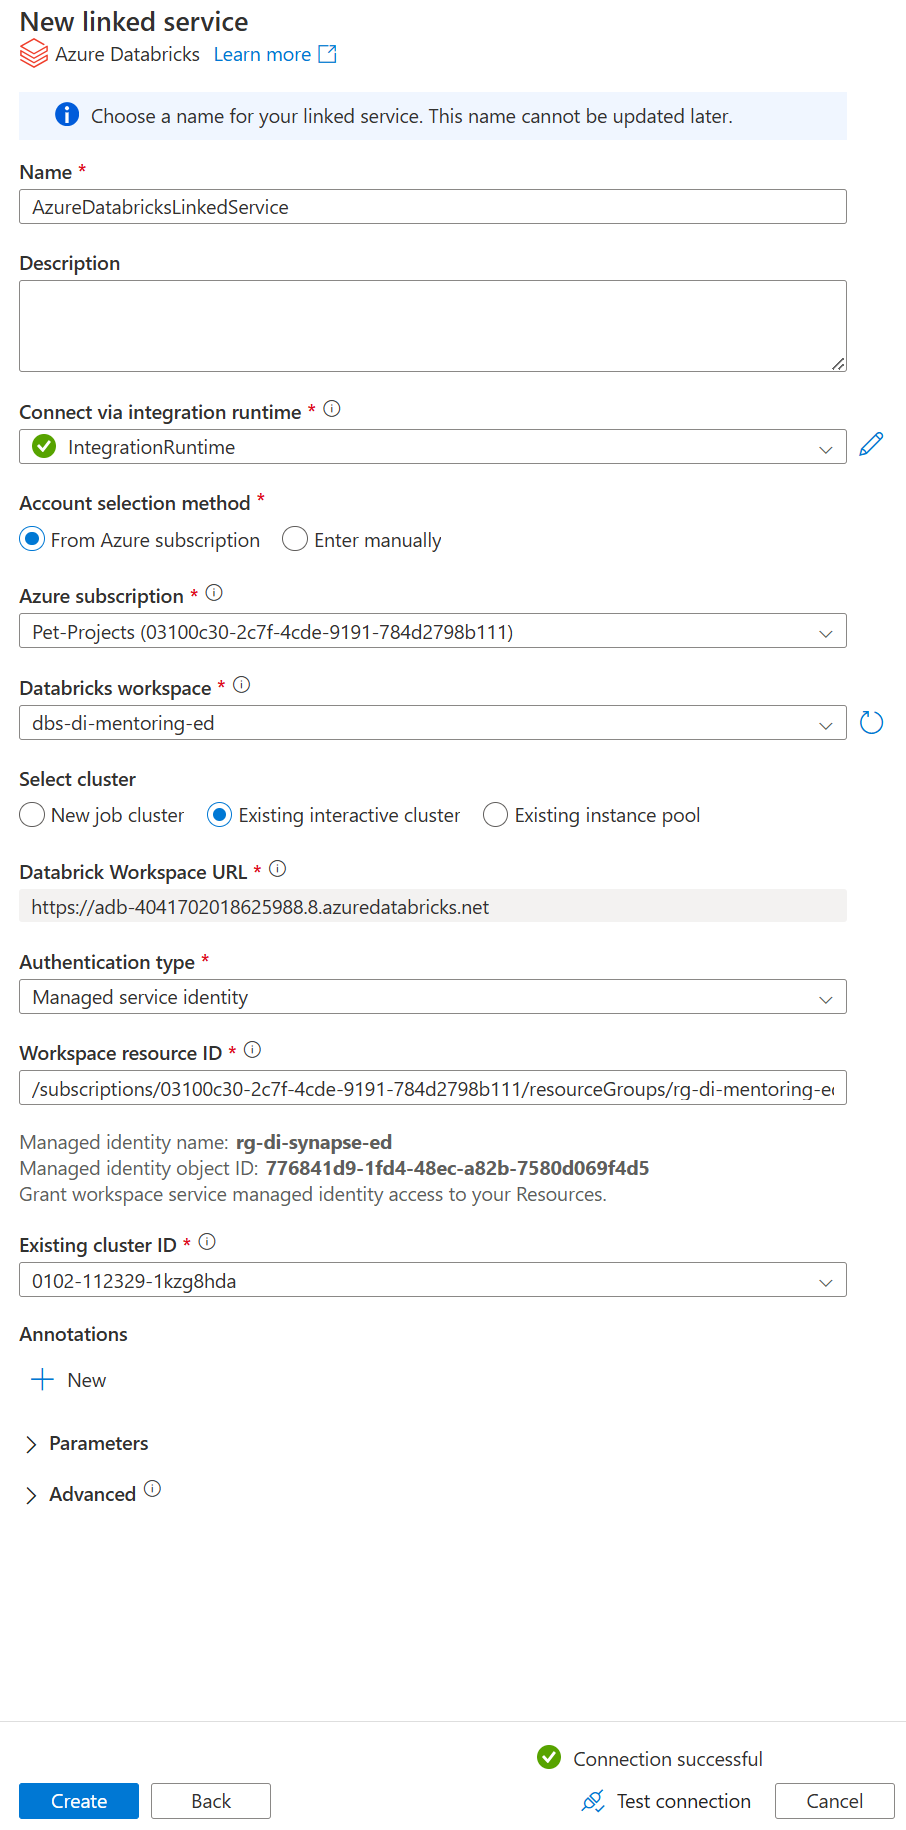 New linked service
Azure Databricks Learn more
Choose a name for your linked service. This name cannot be updated later.
Name *
AzureDatabricksLinkedService
Description
Connect via integration runtime *
IntegrationRuntime
Account selection method *
From Azure subscription Enter manually
Azure subscription *
Pet-Projects (03100c30-2c7f-4cde-9191-784d2798b111)
Databricks workspace *
dbs-di-mentoring-ed
Select cluster
New job cluster Existing interactive cluster Existing instance pool
Databrick Workspace URL *
https://adb-4041702018625988.8.azuredatabricks.net
Authentication type *
Managed service identity
Workspace resource ID *
/subscriptions/03100c30-2c7f-4cde-9191-784d2798b111/resourceGroups/rg-di-mentoring-ed
Managed identity name: rg-di-synapse-ed
Managed identity object ID: 776841d9-1fd4-48ec-a82b-7580d069f4d5
Grant workspace service managed identity access to your Resources.
Existing cluster ID *
0102-112329-1kzg8hda
Annotations
New
Parameters
Advanced
Connection successful
Create Back Test connection Cancel